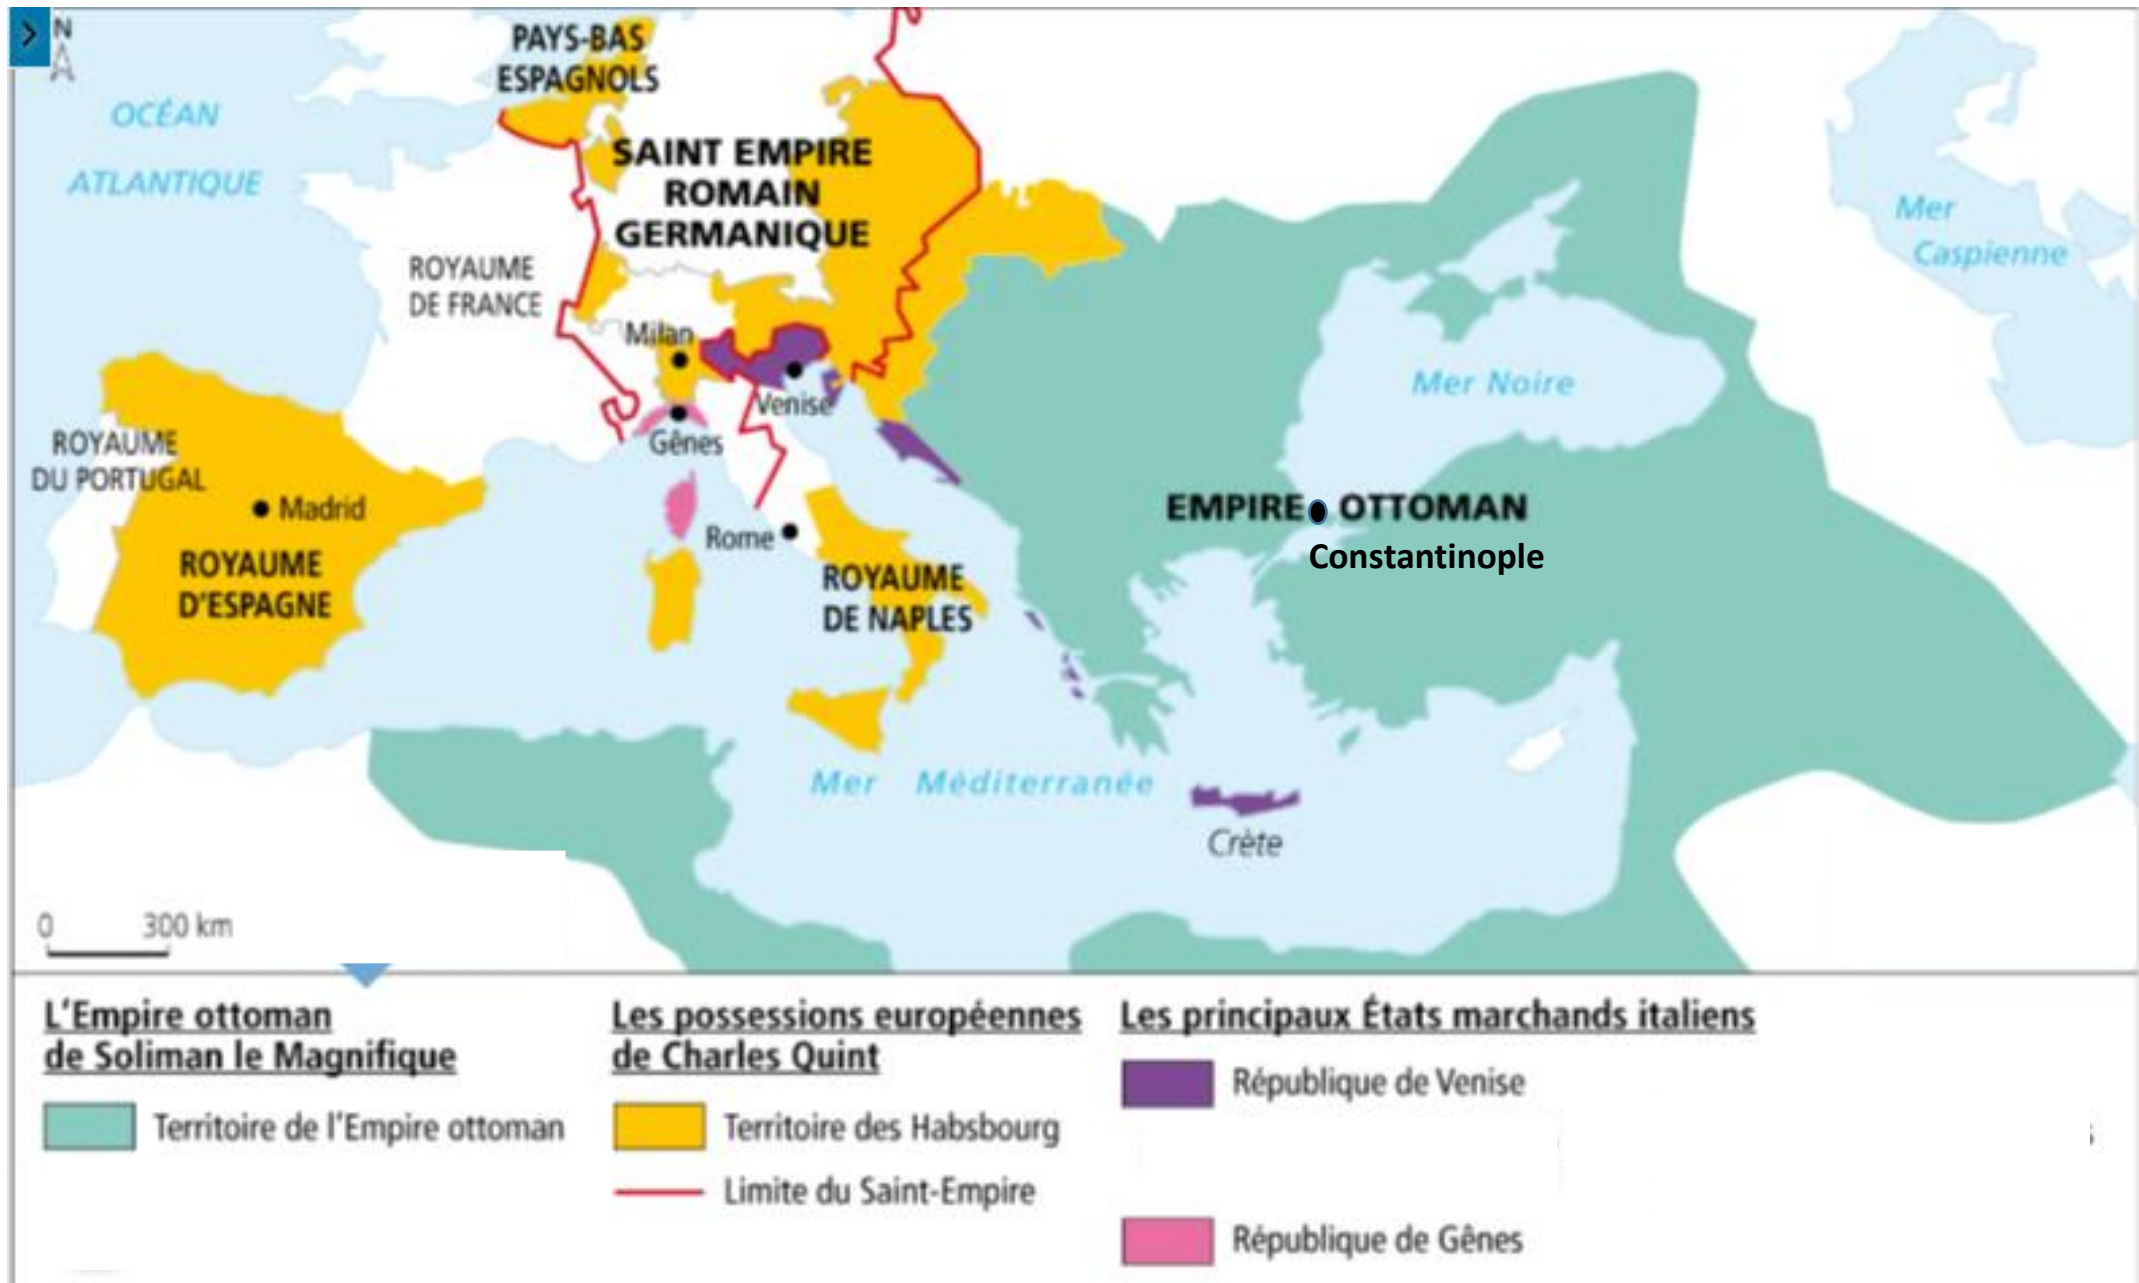 N
PAYS-BAS
ESPAGNOLS
OCÉAN
ATLANTIQUE
SAINT EMPIRE
ROMAIN
GERMANIQUE
Mer
Caspienne
ROYAUME
DE FRANCE
Milan
Mer Noire
Venise
Gênes
ROYAUME
DU PORTUGAL
Madrid
EMPIRE OTTOMAN
Constantinople
Rome
ROYAUME
D'ESPAGNE
ROYAUME
DE NAPLES
Mer Méditerranée
Crète
0 300 km
L'Empire ottoman
de Soliman le Magnifique
Territoire de l'Empire ottoman
Les possessions européennes
de Charles Quint
Territoire des Habsbourg
Limite du Saint-Empire
Les principaux États marchands italiens
République de Venise
République de Gênes